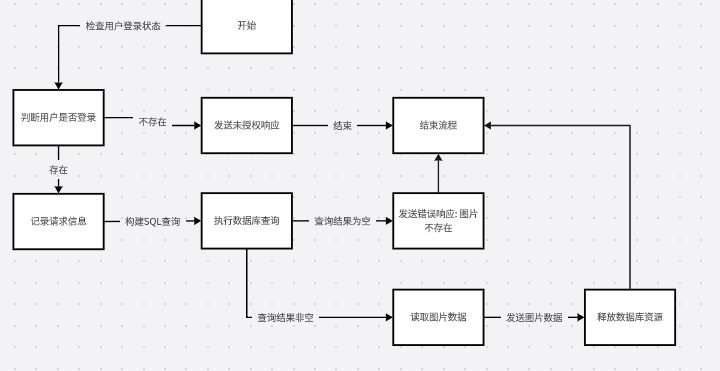 检查用户登录状态
开始
判断用户是否登录
不存在
发送未授权响应
结束
结束流程
存在
记录请求信息
构建SQL查询
执行数据库查询
查询结果为空
发送错误响应: 图片
不存在
查询结果非空
读取图片数据
发送图片数据
释放数据库资源